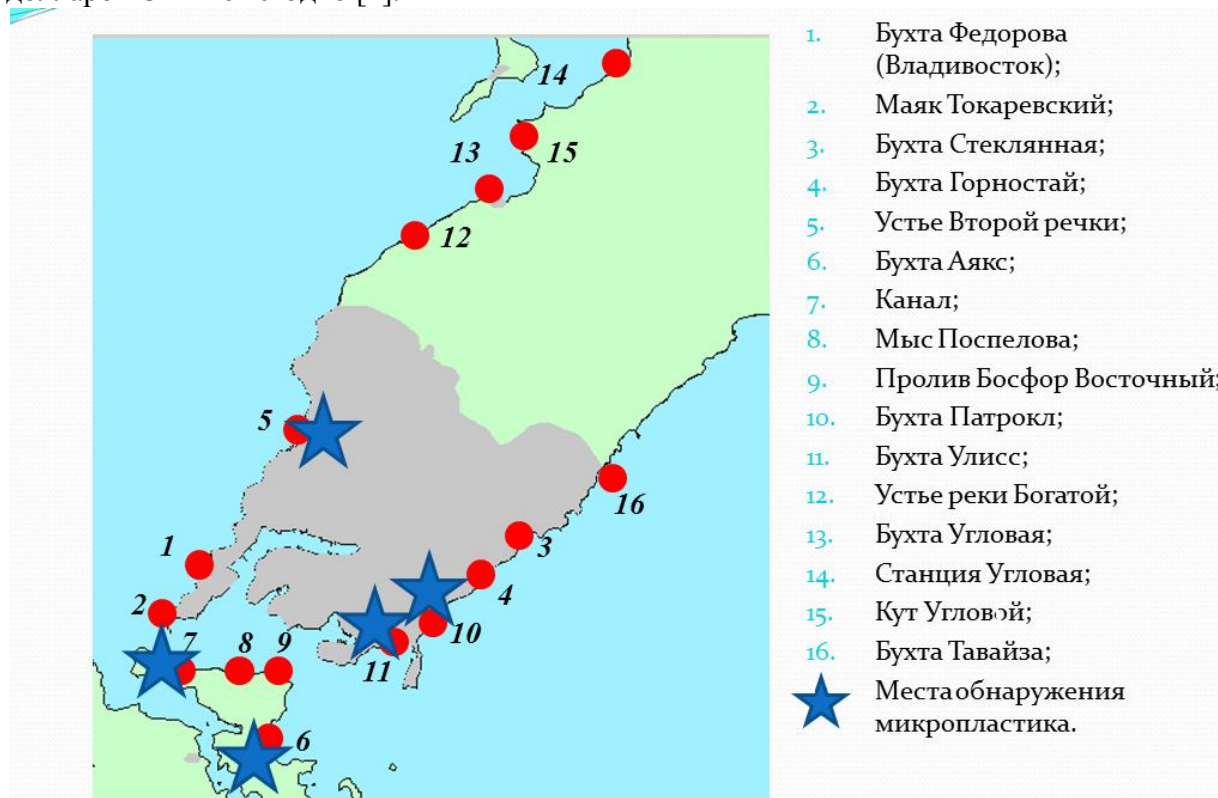 1. Бухта Федорова
(Владивосток);
2. Маяк Токаревский;
3. Бухта Стеклянная;
4. Бухта Горностай;
5. Устье Второй речки;
6. Бухта Аякс;
7. Канал;
8. Мыс Поспелова;
9. Пролив Босфор Восточный;
10. Бухта Патрокл;
11. Бухта Улисс;
12. Устье реки Богатой;
13. Бухта Угловая;
14. Станция Угловая;
15. Кут Угловой;
16. Бухта Тавайза;
Места обнаружения
микропластика.
14
13
15
12
5
16
1
3
4
2
7
8
9
10
11
6